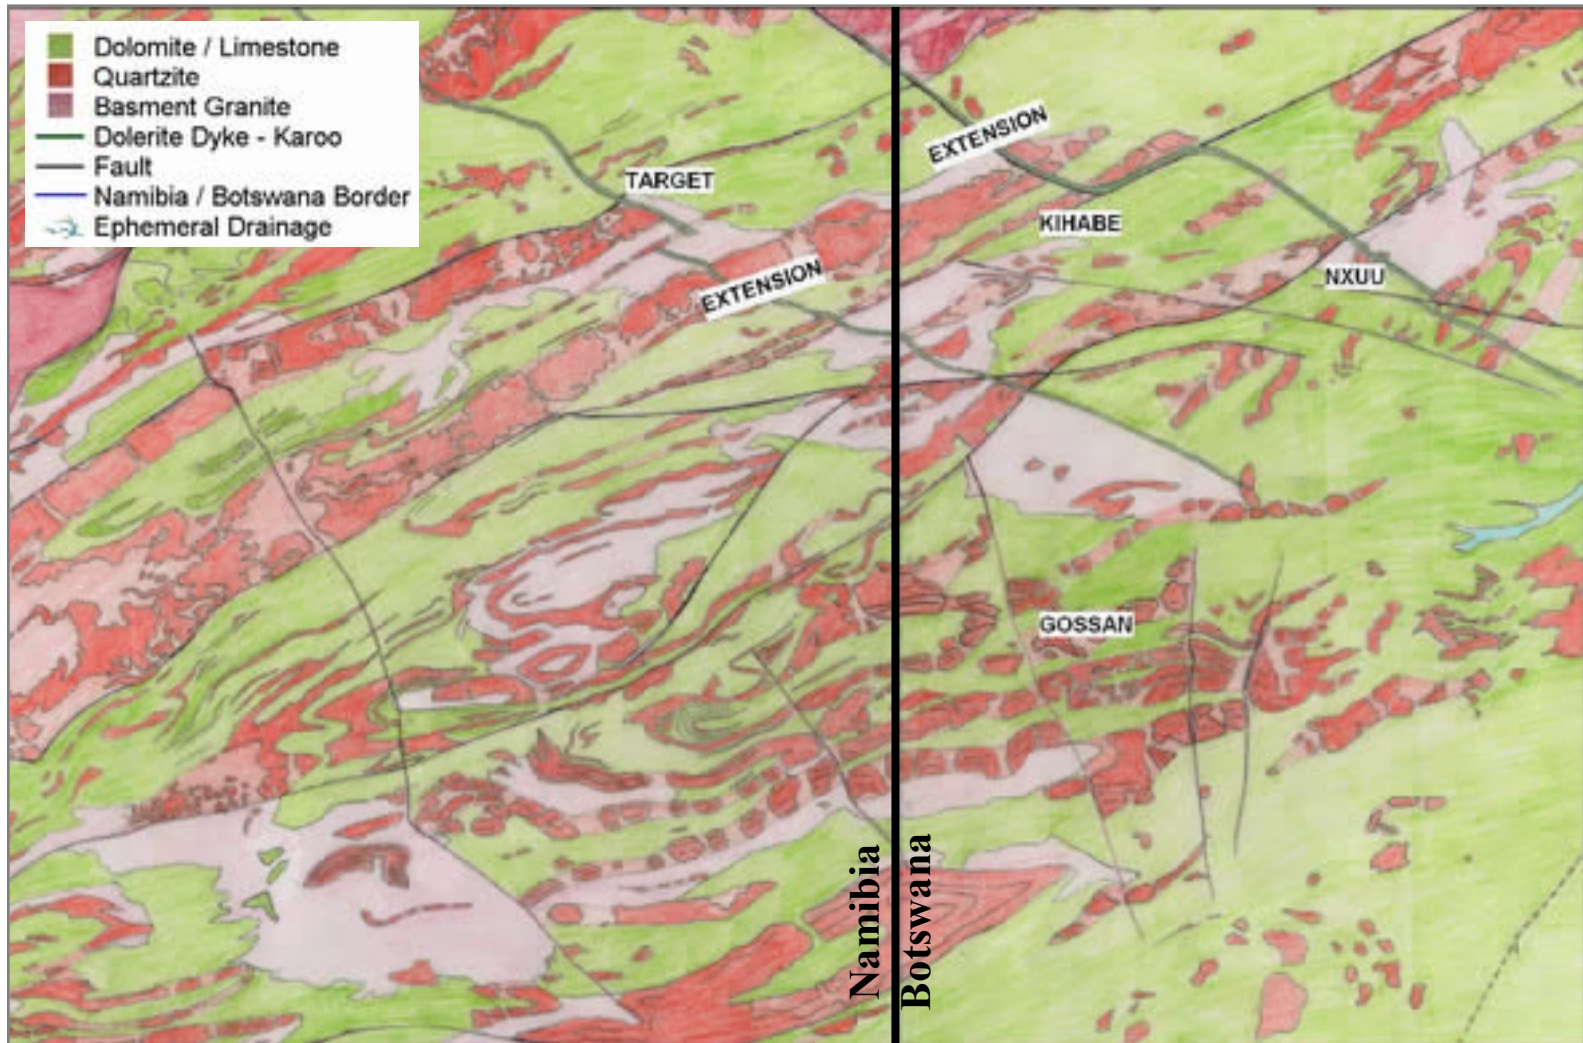 Dolomite / Limestone
Quartzite
Basment Granite
Dolerite Dyke - Karoo
Fault
Namibia / Botswana Border
Ephemeral Drainage
EXTENSION
TARGET
KIHABE
EXTENSION
NXUU
GOSSAN
Namibia
Botswana